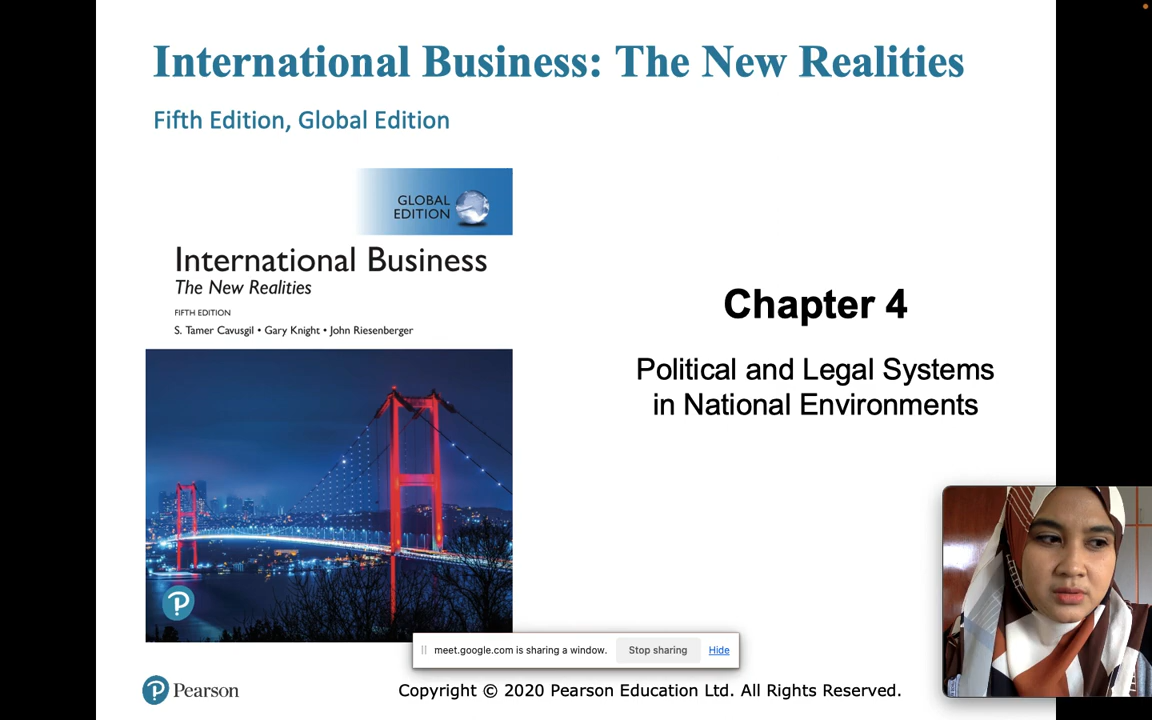 International Business: The New Realities
Fifth Edition, Global Edition
GLOBAL
EDITION
International Business
The New Realities
FIFTH EDITION
S. Tamer Cavusgil • Gary Knight • John Riesenberger
Chapter 4
Political and Legal Systems
in National Environments
meet.google.com is sharing a window.
Stop sharing
Hide
Pearson
Copyright © 2020 Pearson Education Ltd. All Rights Reserved.